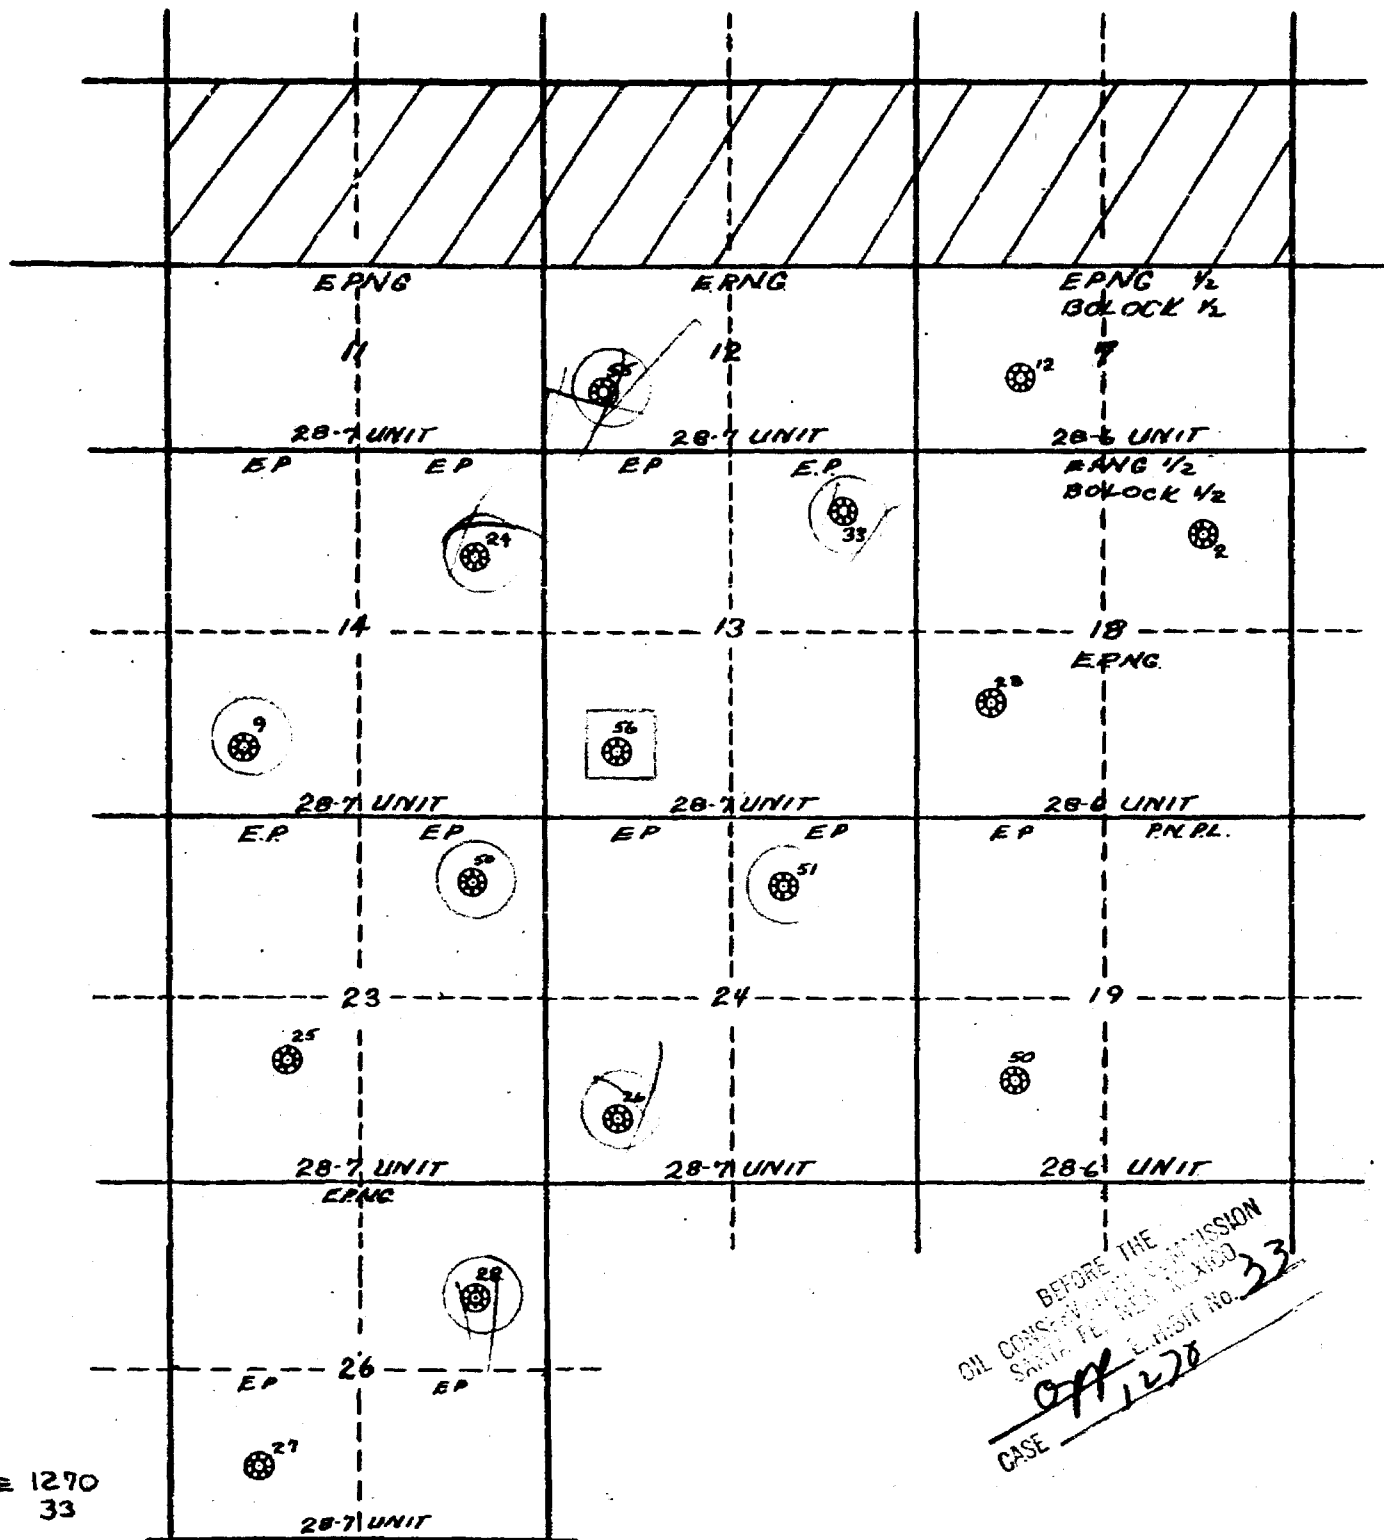 EPNG
EPNG
EPNG 1/2
BOLOCK 1/2
11
12
7
55
12
28-7 UNIT
28-7 UNIT
28-6 UNIT
EP
EP
EP
E.P.
EPNG 1/2
BOLOCK 1/2
24
33
2
14
13
18
EPNG
9
56
28
28-7 UNIT
28-7 UNIT
28-6 UNIT
E.P.
EP
EP
EP
EP
P.N.P.L.
50
51
23
24
19
25
26
50
28-7 UNIT
28-7 UNIT
28-6 UNIT
EPNG
22
26
EP
EP
27
28-7 UNIT
BEFORE THE
OIL CONSERVATION COMMISSION
SANTA FE, NEW MEXICO
EXHIBIT No. 33
CASE 1270
1270
33